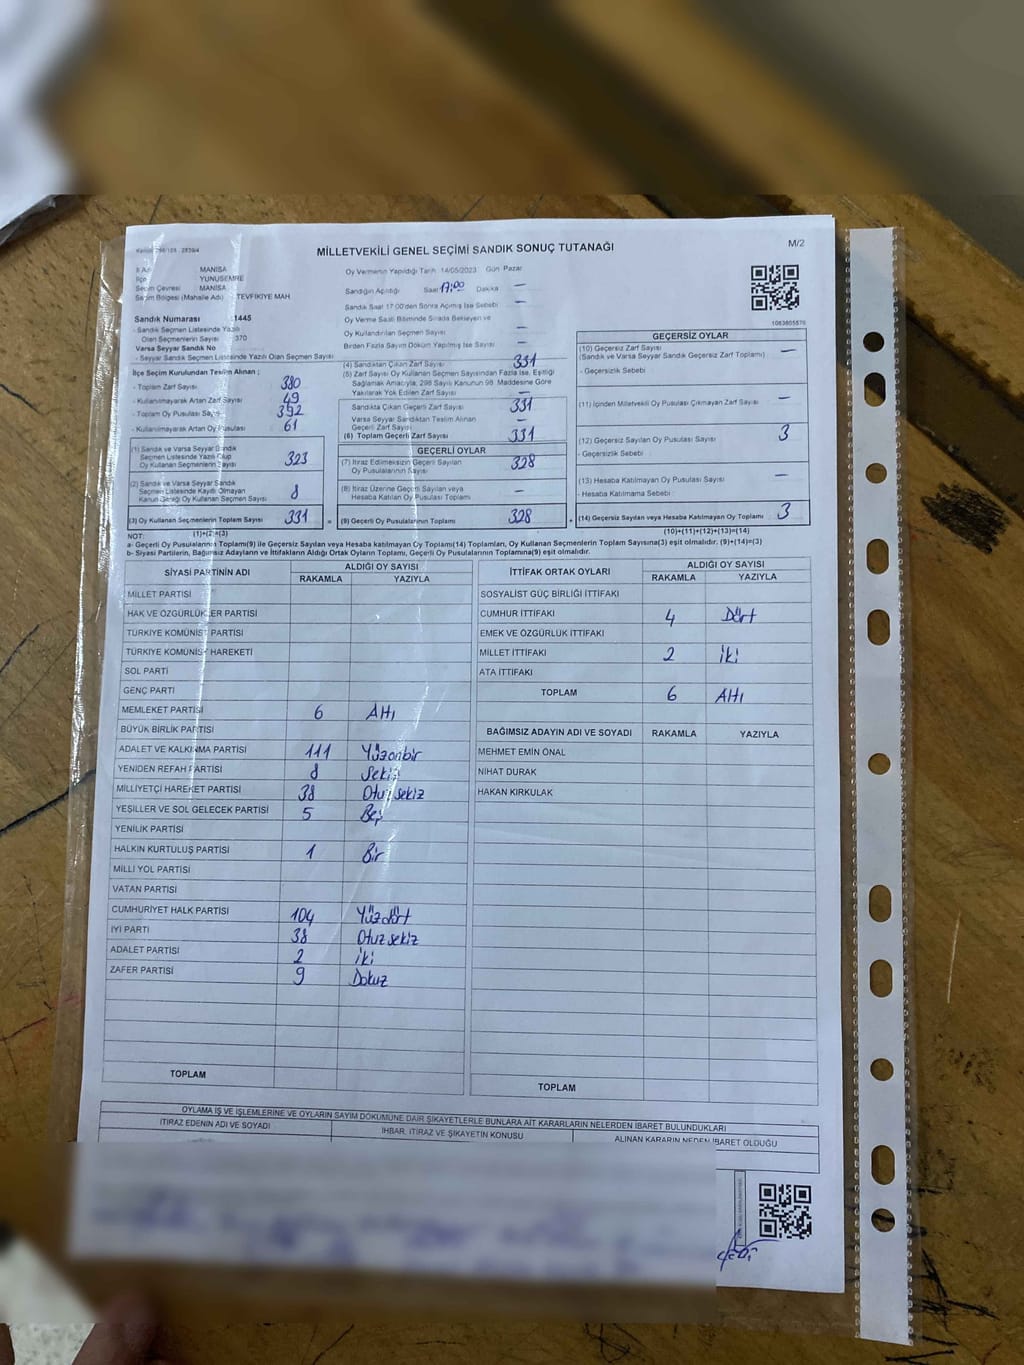 MİLLETVEKİLİ GENEL SEÇİMİ SANDIK SONUÇ TUTANAĞI
M/2
İl Adı MANİSA
İlçe YUNUSEMRE
Seçim Çevresi MANİSA
Seçim Bölgesi (Mahalle Adı) TEVFİKİYE MAH
Oy Vermenin Yapıldığı Tarih 14/05/2023 Gün Pazar
Sandığın Açıldığı Saat 17:00 Dakika —
Sandık Saat 17:00'den Sonra Açılmış İse Sebebi —
Oy Verme Saati Bitiminde Sırada Bekleyen ve
Oy Kullandırılan Seçmen Sayısı —
Birden Fazla Sayım Döküm Yapılmış İse Sayısı —
1063805576
Sandık Numarası :1445
- Sandık Seçmen Listesinde Yazılı
Olan Seçmenlerin Sayısı :370
Varsa Seyyar Sandık No
- Seyyar Sandık Seçmen Listesinde Yazılı Olan Seçmen Sayısı
İlçe Seçim Kurulundan Teslim Alınan ;
- Toplam Zarf Sayısı 380
- Kullanılmayarak Artan Zarf Sayısı 49
- Toplam Oy Pusulası Sayısı 392
- Kullanılmayarak Artan Oy Pusulası 61
(1) Sandık ve Varsa Seyyar Sandık
Seçmen Listesinde Yazılı Olup
Oy Kullanan Seçmenlerin Sayısı 323
(2) Sandık ve Varsa Seyyar Sandık
Seçmen Listesinde Kayıtlı Olmayan
Kanun Gereği Oy Kullanan Seçmen Sayısı 8
(3) Oy Kullanan Seçmenlerin Toplam Sayısı 331
(1)+(2)=(3)
(4) Sandıktan Çıkan Zarf Sayısı 331
(5) Zarf Sayısı Oy Kullanan Seçmen Sayısından Fazla İse, Eşitliği
Sağlamak Amacıyla, 298 Sayılı Kanunun 98. Maddesine Göre
Yakılarak Yok Edilen Zarf Sayısı —
Sandıkta Çıkan Geçerli Zarf Sayısı 331
Varsa Seyyar Sandıktan Teslim Alınan
Geçerli Zarf Sayısı —
(6) Toplam Geçerli Zarf Sayısı 331
GEÇERLİ OYLAR
(7) İtiraz Edilmeksizin Geçerli Sayılan
Oy Pusulalarının Sayısı 328
(8) İtiraz Üzerine Geçerli Sayılan veya
Hesaba Katılan Oy Pusulası Toplamı —
= (9) Geçerli Oy Pusulalarının Toplamı 328
GEÇERSİZ OYLAR
(10) Geçersiz Zarf Sayısı
(Sandık ve Varsa Seyyar Sandık Geçersiz Zarf Toplamı) —
- Geçersizlik Sebebi
(11) İçinden Milletvekili Oy Pusulası Çıkmayan Zarf Sayısı —
(12) Geçersiz Sayılan Oy Pusulası Sayısı 3
- Geçersizlik Sebebi
(13) Hesaba Katılmayan Oy Pusulası Sayısı —
- Hesaba Katılmama Sebebi
+ (14) Geçersiz Sayılan veya Hesaba Katılmayan Oy Toplamı 3
(10)+(11)+(12)+(13)=(14)
NOT:
a- Geçerli Oy Pusulalarının Toplamı(9) ile Geçersiz Sayılan veya Hesaba katılmayan Oy Toplamı(14) Toplamları, Oy Kullanan Seçmenlerin Toplam Sayısına(3) eşit olmalıdır. (9)+(14)=(3)
b- Siyasi Partilerin, Bağımsız Adayların ve İttifakların Aldığı Ortak Oyların Toplamı, Geçerli Oy Pusulalarının Toplamına(9) eşit olmalıdır.
SİYASİ PARTİNİN ADI ALDIĞI OY SAYISI
RAKAMLA YAZIYLA
MİLLET PARTİSİ
HAK VE ÖZGÜRLÜKLER PARTİSİ
TÜRKİYE KOMÜNİST PARTİSİ
TÜRKİYE KOMÜNİST HAREKETİ
SOL PARTİ
GENÇ PARTİ
MEMLEKET PARTİSİ 6 Altı
BÜYÜK BİRLİK PARTİSİ
ADALET VE KALKINMA PARTİSİ 111 Yüzonbir
YENİDEN REFAH PARTİSİ 8 Sekiz
MİLLİYETÇİ HAREKET PARTİSİ 38 Otuzsekiz
YEŞİLLER VE SOL GELECEK PARTİSİ 5 Beş
YENİLİK PARTİSİ
HALKIN KURTULUŞ PARTİSİ 1 Bir
MİLLİ YOL PARTİSİ
VATAN PARTİSİ
CUMHURİYET HALK PARTİSİ 104 Yüzdört
İYİ PARTİ 38 Otuzsekiz
ADALET PARTİSİ 2 iki
ZAFER PARTİSİ 9 Dokuz
TOPLAM
İTTİFAK ORTAK OYLARI ALDIĞI OY SAYISI
RAKAMLA YAZIYLA
SOSYALİST GÜÇ BİRLİĞİ İTTİFAKI
CUMHUR İTTİFAKI 4 Dört
EMEK VE ÖZGÜRLÜK İTTİFAKI
MİLLET İTTİFAKI 2 iki
ATA İTTİFAKI
TOPLAM 6 Altı
BAĞIMSIZ ADAYIN ADI VE SOYADI RAKAMLA YAZIYLA
MEHMET EMİN ÖNAL
NİHAT DURAK
HAKAN KIRKULAK
TOPLAM
OYLAMA İŞ VE İŞLEMLERİNE VE OYLARIN SAYIM DÖKÜMÜNE DAİR ŞİKAYETLERLE BUNLARA AİT KARARLARIN NELERDEN İBARET BULUNDUKLARI
İTİRAZ EDENİN ADI VE SOYADI İHBAR, İTİRAZ VE ŞİKAYETİN KONUSU ALINAN KARARIN NEDEN İBARET OLDUĞU